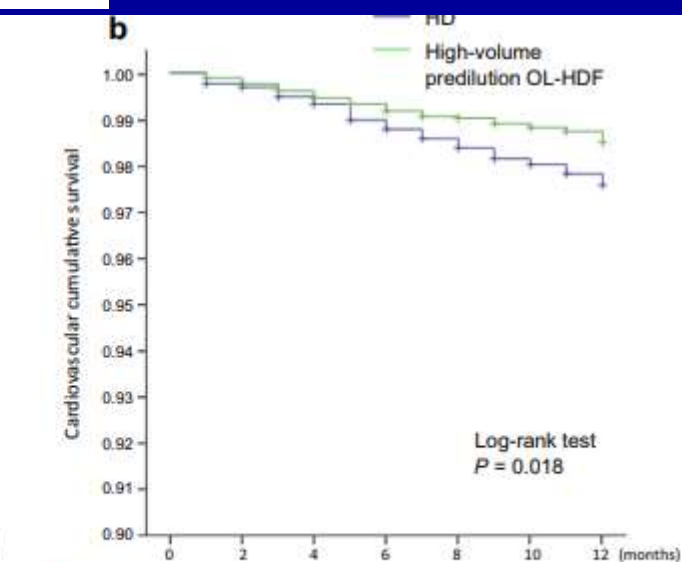 b
HD
High-volume
predilution OL-HDF
1.00
0.99
0.98
0.97
0.96
0.95
0.94
0.93
0.92
0.91
0.90
Cardiovascular cumulative survival
Log-rank test
P = 0.018
0 2 4 6 8 10 12 (months)